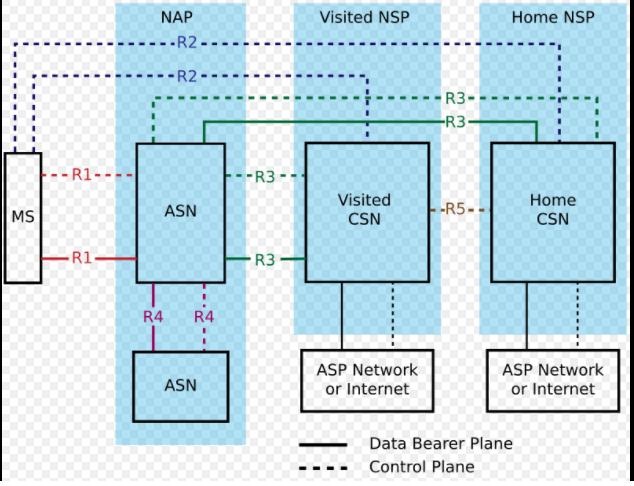 NAP
Visited NSP
Home NSP
R2
R2
R3
R3
R1
R3
MS
ASN
Visited
CSN
R5
Home
CSN
R1
R3
R4
R4
ASN
ASP Network
or Internet
ASP Network
or Internet
Data Bearer Plane
Control Plane